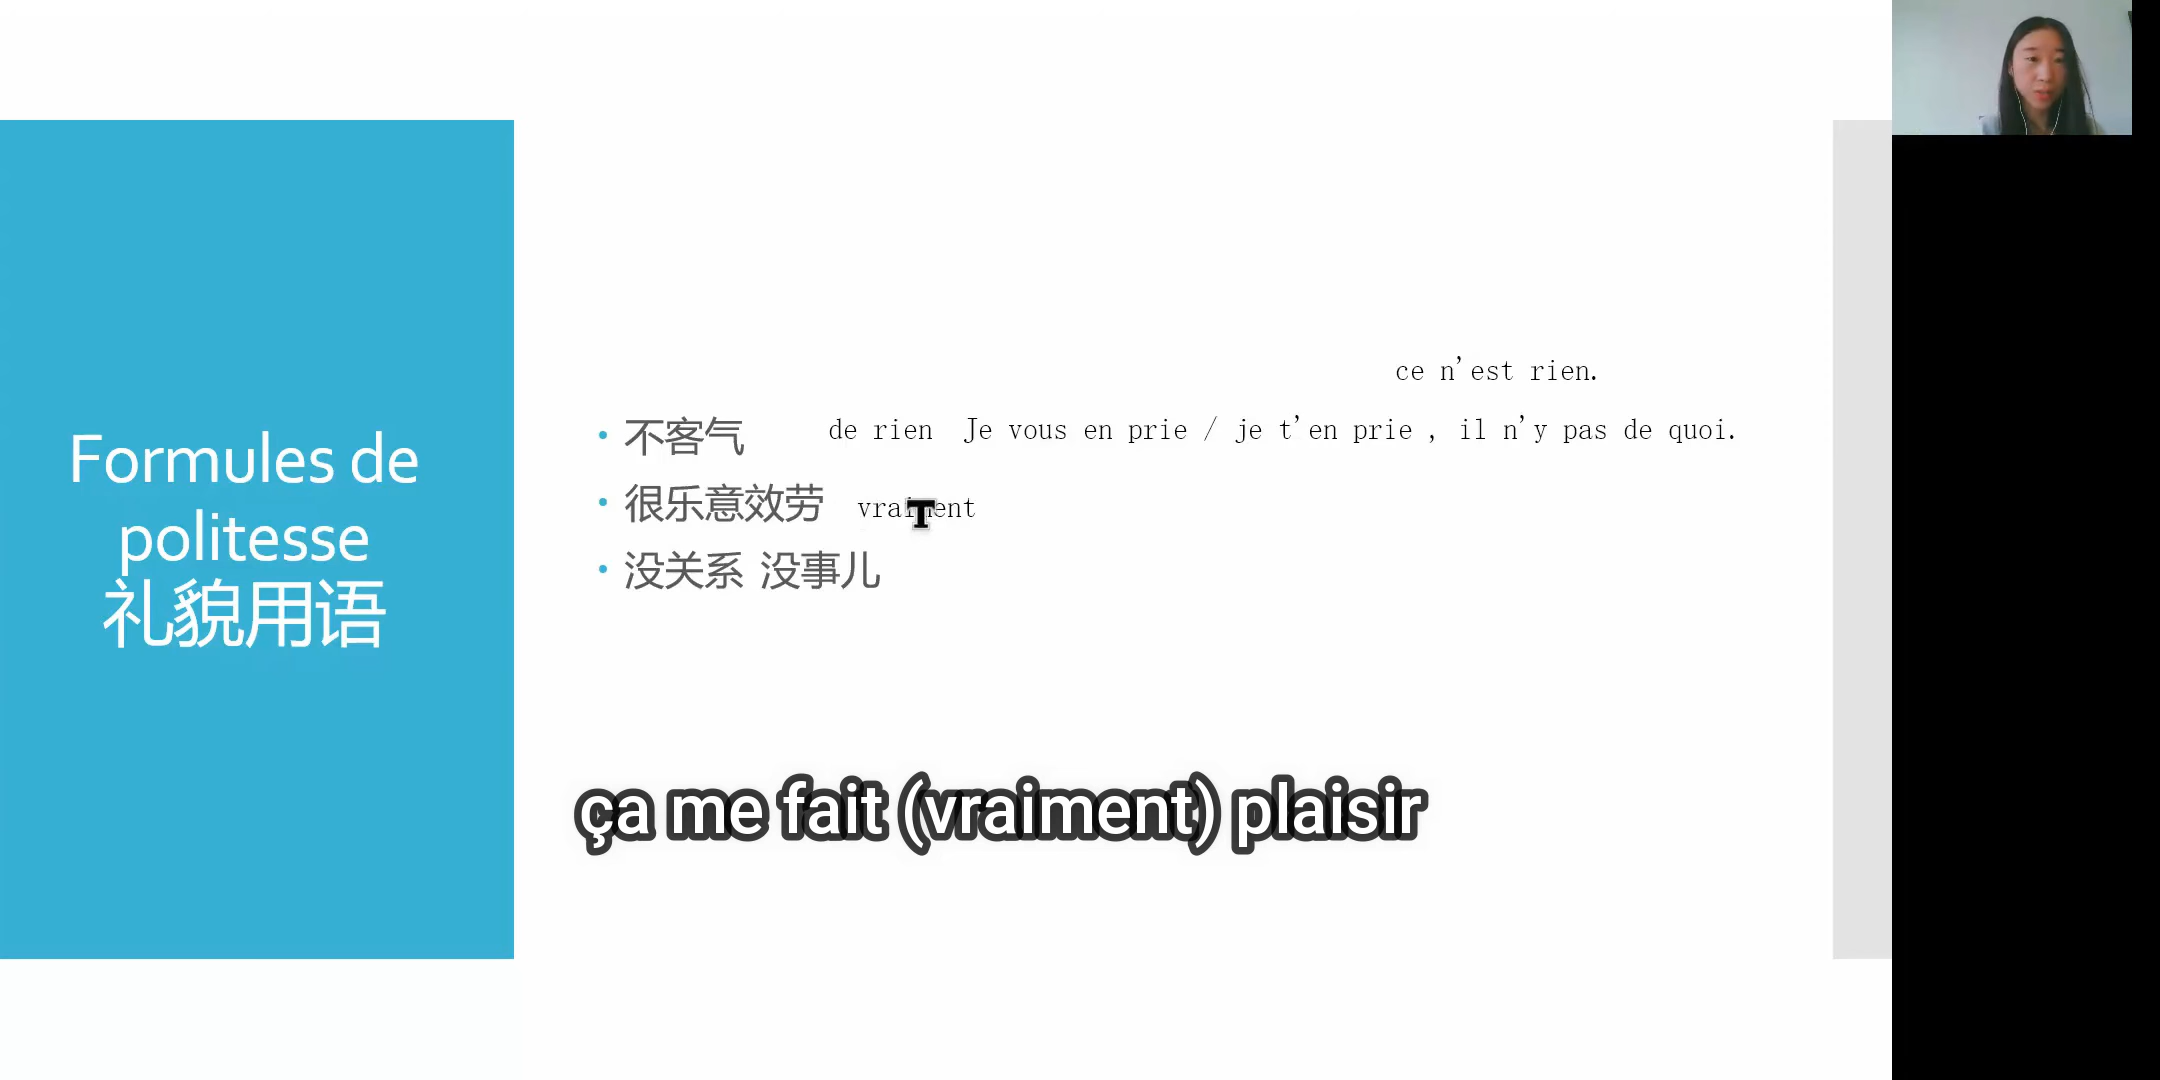 Formules de
politesse
礼貌用语
ce n'est rien.
• 不客气 de rien Je vous en prie / je t'en prie , il n'y pas de quoi.
• 很乐意效劳 vraiment
• 没关系 没事儿
ça me fait (vraiment) plaisir